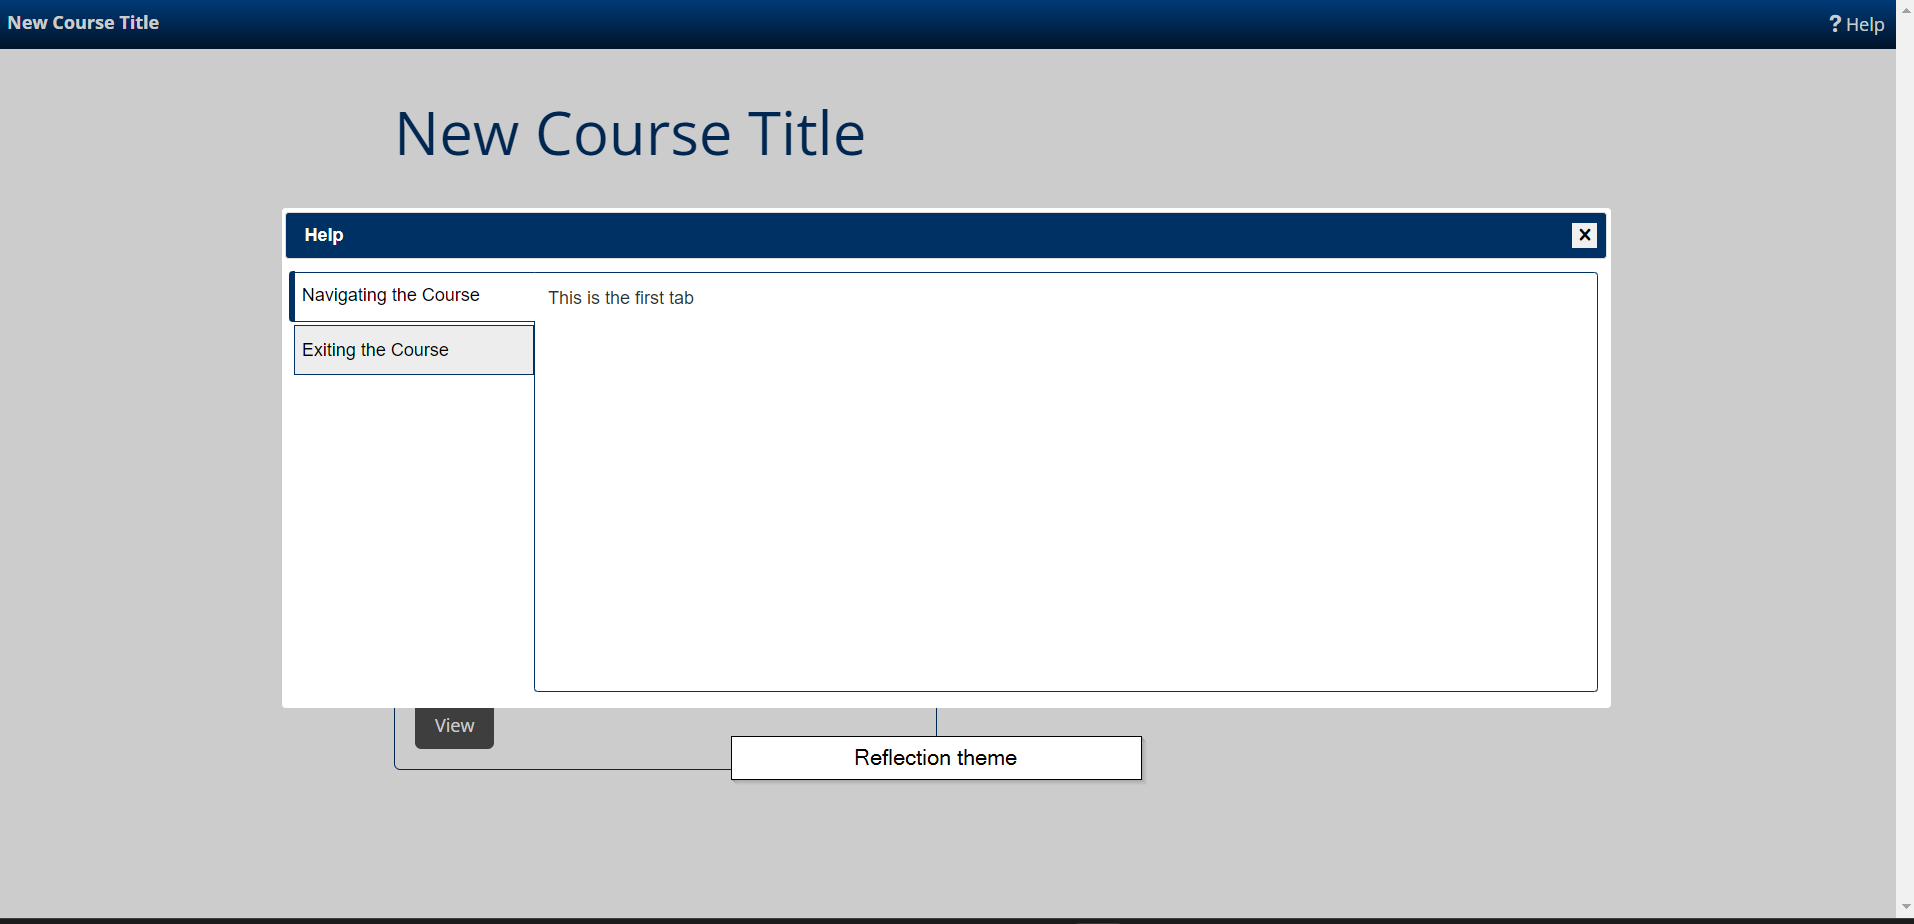 New Course Title
? Help
New Course Title
Help
Navigating the Course
This is the first tab
Exiting the Course
View
Reflection theme